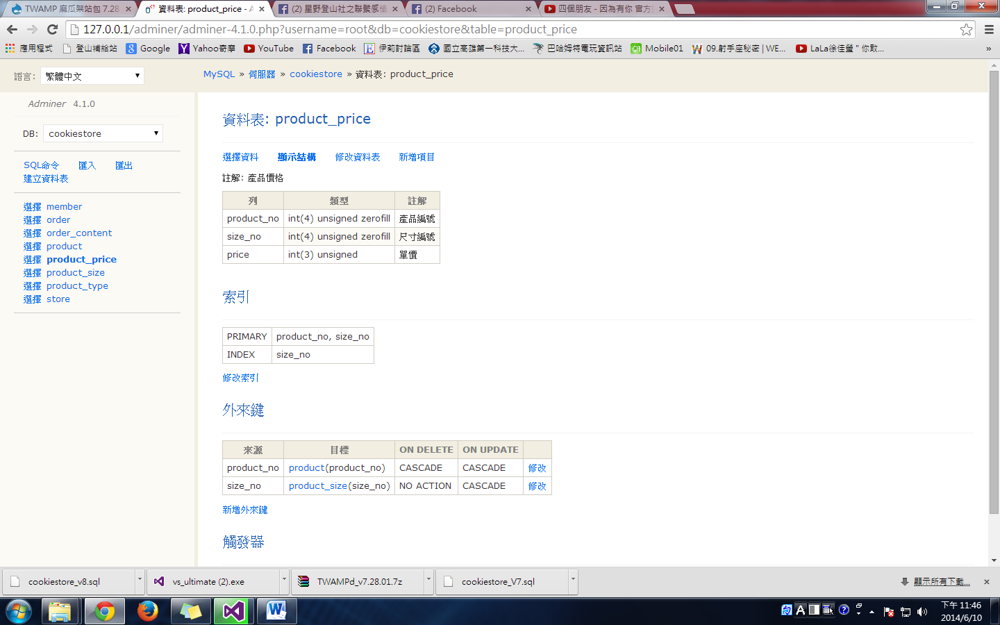 TWAMP 麻瓜架站包 7.28
資料表: product_price - A
(2) 星野登山社之聯繫感情
(2) Facebook
四個朋友 - 因為有你 官方
127.0.0.1/adminer/adminer-4.1.0.php?username=root&db=cookiestore&table=product_price
應用程式 登山補給站 Google Yahoo奇摩 YouTube Facebook 伊莉討論區 國立高雄第一科技大... 巴哈姆特電玩資訊站 Mobile01 09.射手座秘密 | WE... LaLa徐佳瑩 " 你敢... »
語言: 繁體中文
MySQL » 伺服器 » cookiestore » 資料表: product_price
Adminer 4.1.0
DB: cookiestore
SQL命令 匯入 匯出
建立資料表
選擇 member
選擇 order
選擇 order_content
選擇 product
選擇 product_price
選擇 product_size
選擇 product_type
選擇 store
資料表: product_price
選擇資料 顯示結構 修改資料表 新增項目
註解: 產品價格
列 類型 註解
product_no int(4) unsigned zerofill 產品編號
size_no int(4) unsigned zerofill 尺寸編號
price int(3) unsigned 單價
索引
PRIMARY product_no, size_no
INDEX size_no
修改索引
外來鍵
來源 目標 ON DELETE ON UPDATE
product_no product(product_no) CASCADE CASCADE 修改
size_no product_size(size_no) NO ACTION CASCADE 修改
新增外來鍵
觸發器
cookiestore_v8.sql vs_ultimate (2).exe TWAMPd_v7.28.01.7z cookiestore_V7.sql 顯示所有下載...
下午 11:46
2014/6/10